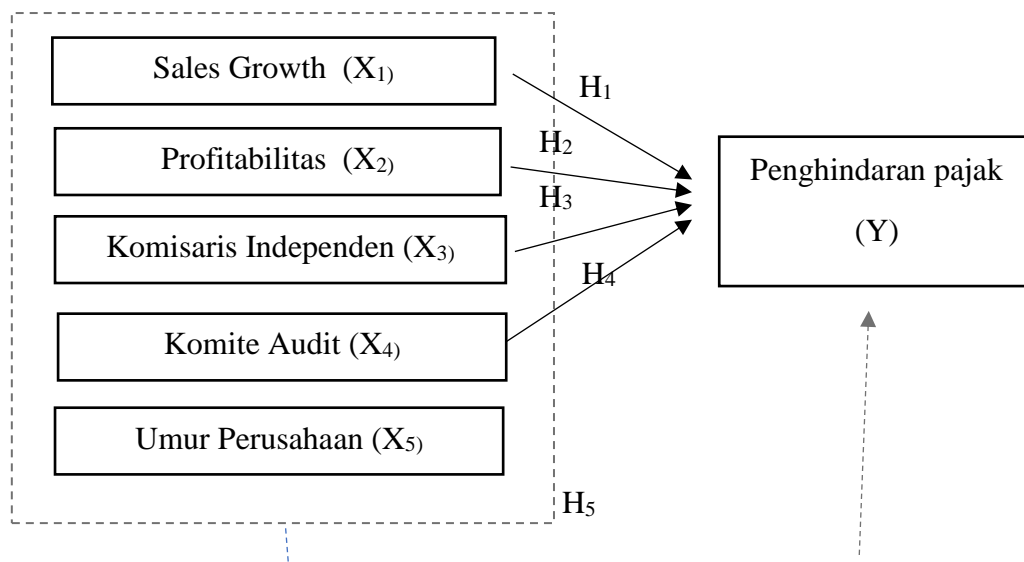 Sales Growth (X1)
H1
Profitabilitas (X2)
H2
H3
Komisaris Independen (X3)
H4
Komite Audit (X4)
Umur Perusahaan (X5)
H5
Penghindaran pajak
(Y)